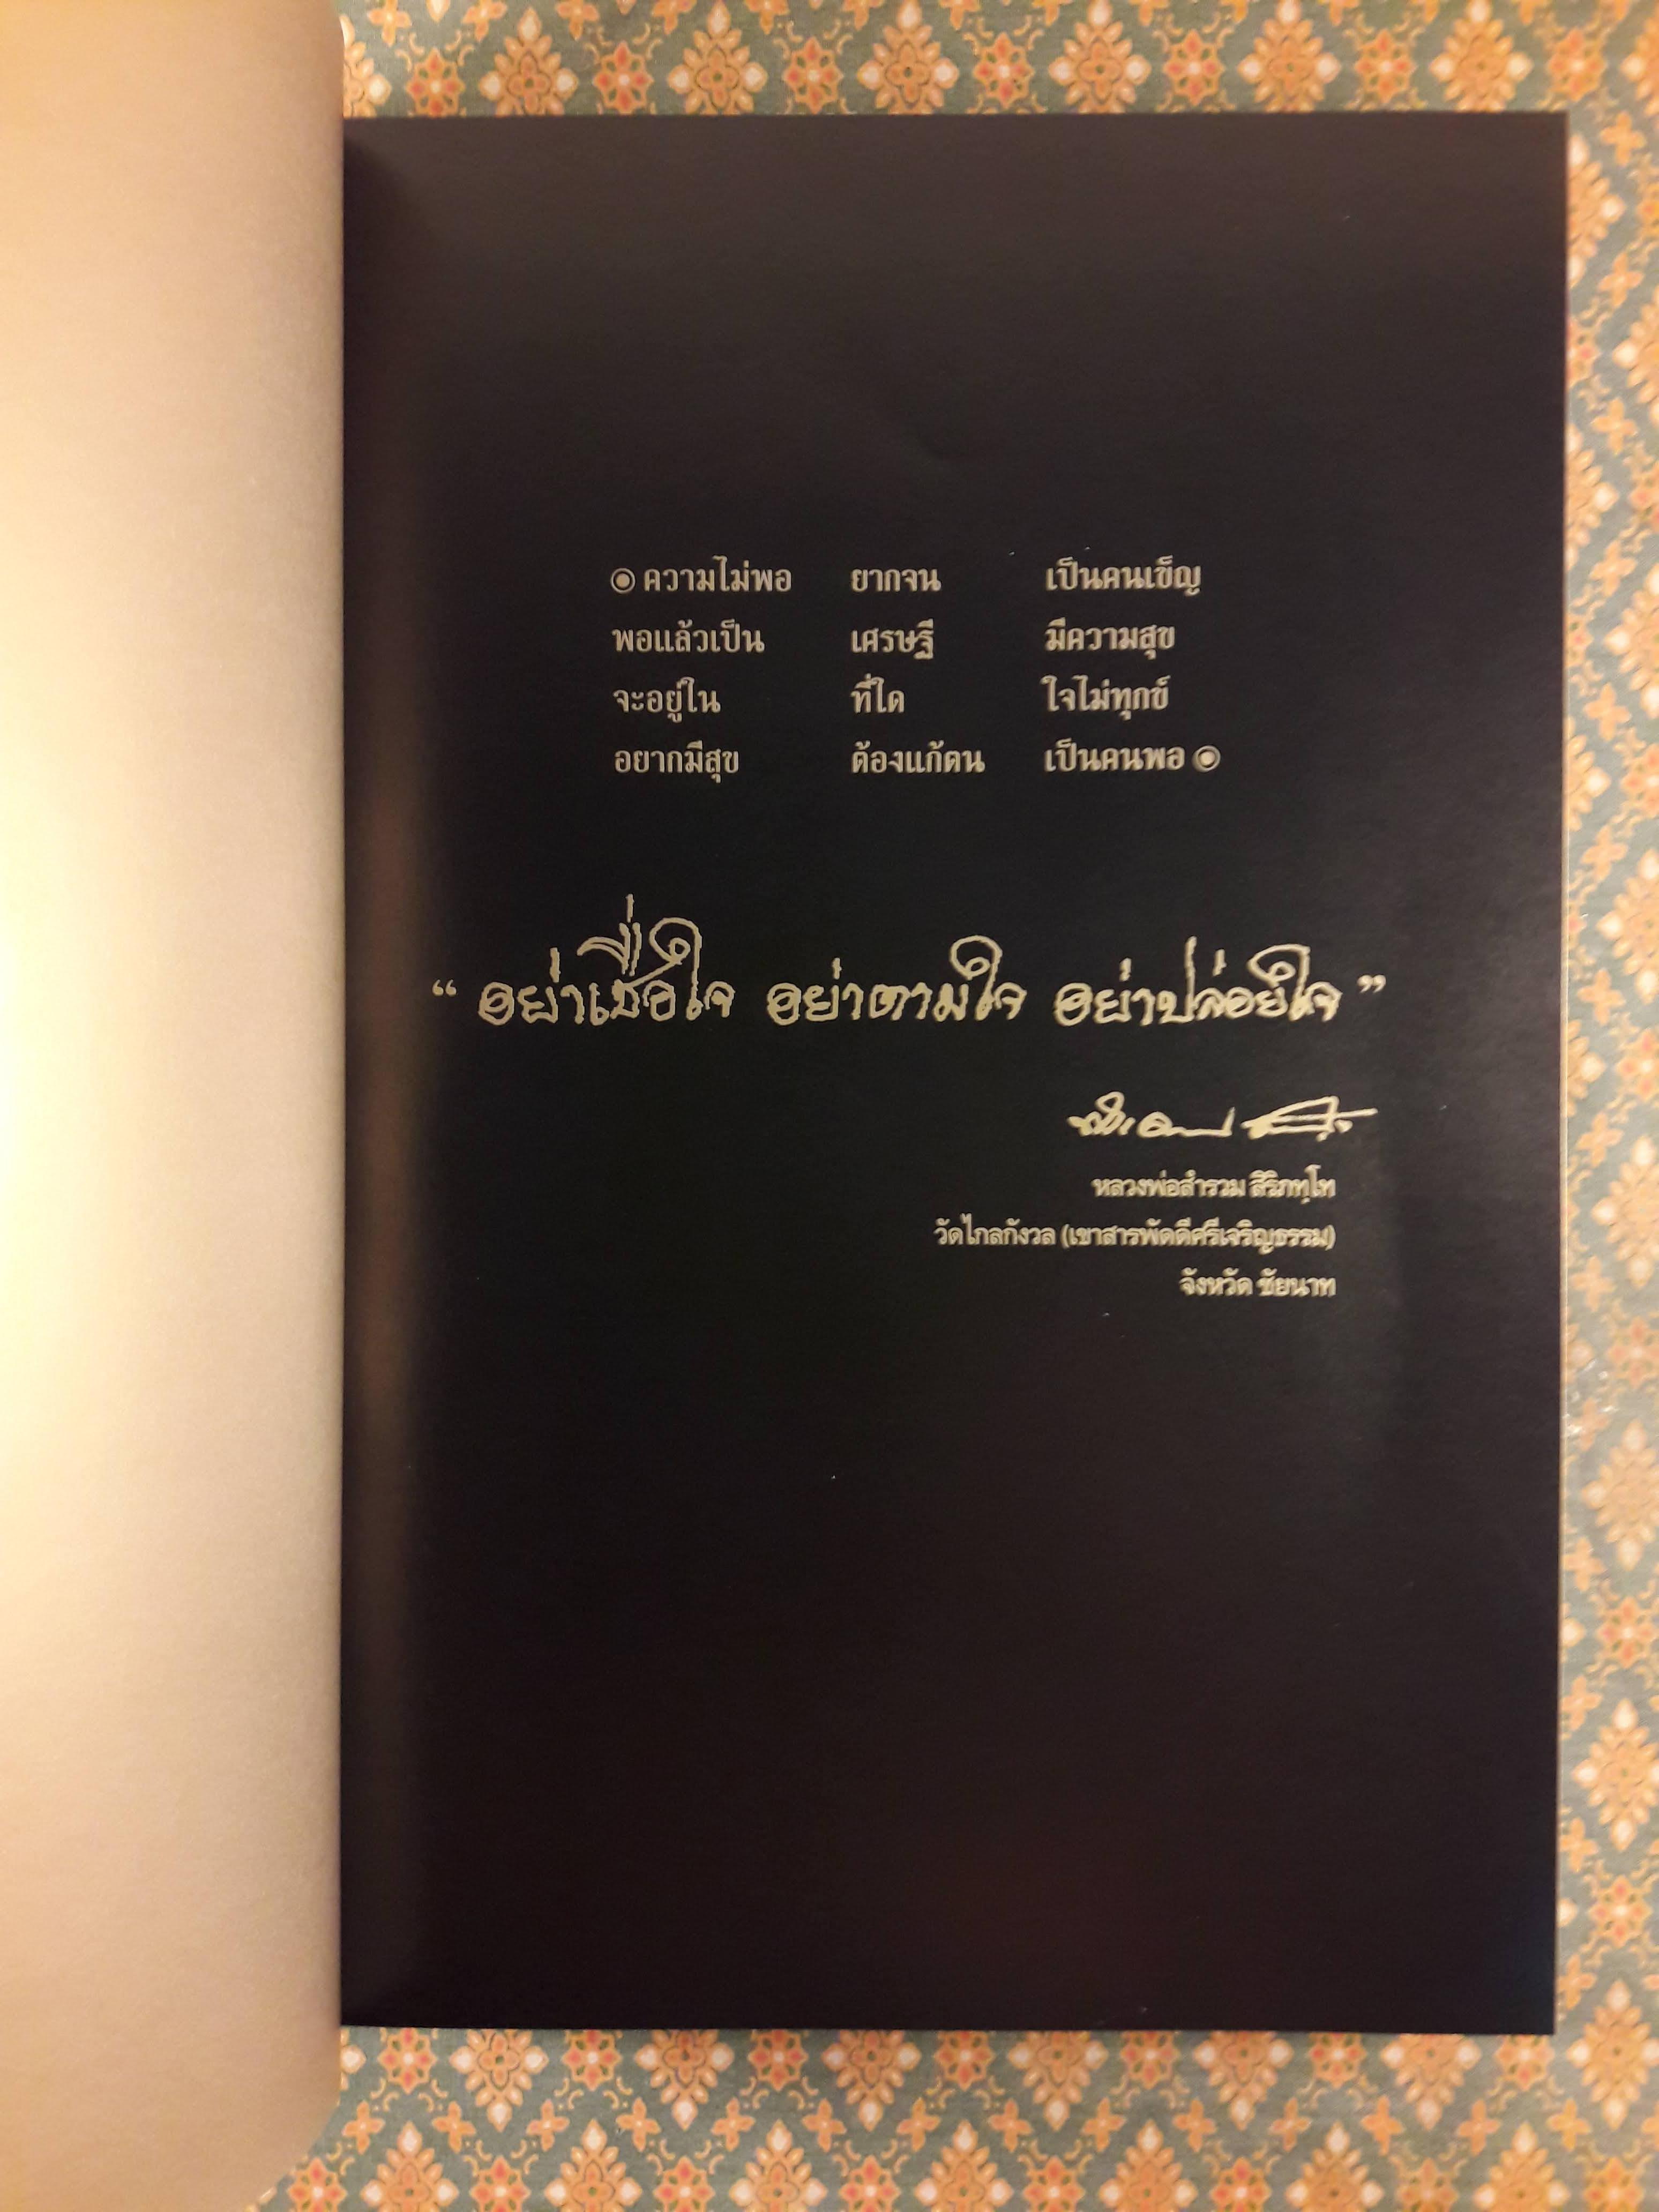 ๏ ความไม่พอ ยากจน เป็นคนเข็ญ
พอแล้วเป็น เศรษฐี มีความสุข
จะอยู่ใน ที่ใด ใจไม่ทุกข์
อยากมีสุข ต้องแก้ตน เป็นคนพอ ๏
“ อย่าเชื่อใจ อย่าตามใจ อย่าปล่อยใจ ”
หลวงพ่อสำรวม สิริภทฺโท
วัดไกลกังวล (เขาสารพัดดีศรีเจริญธรรม)
จังหวัด ชัยนาท